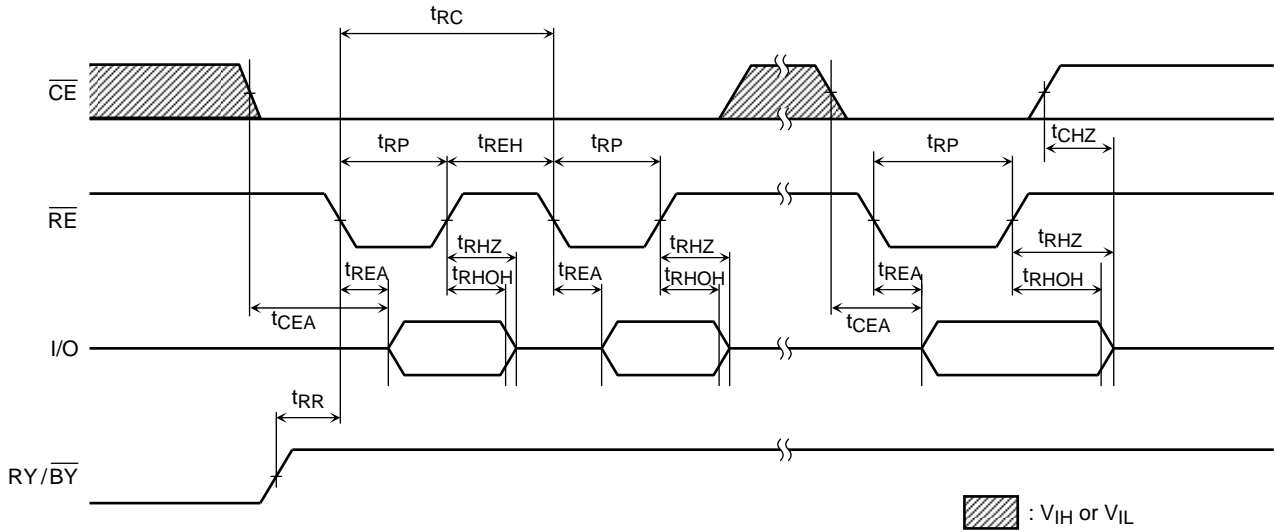 tRC
CE
tCHZ
tRP tREH tRP tRP
RE
tRHZ tRHZ tRHZ
tREA tRHOH tREA tRHOH tREA tRHOH
tCEA tCEA
I/O
tRR
RY/BY
: VIH or VIL